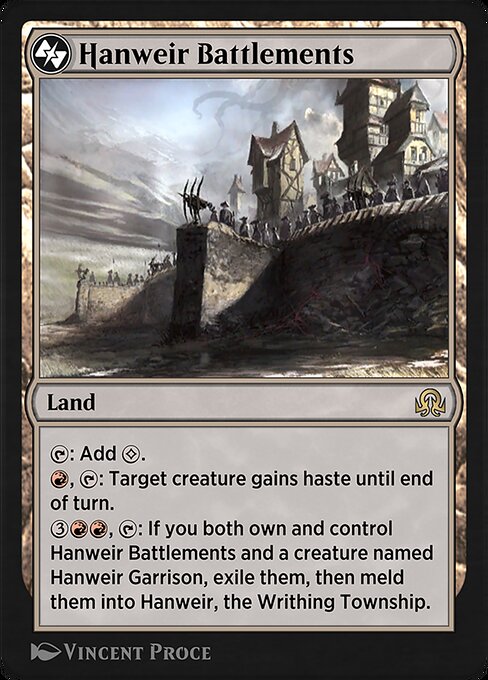 Hanweir Battlements
Land
: Add .
, : Target creature gains haste until end
of turn.
3, : If you both own and control
Hanweir Battlements and a creature named
Hanweir Garrison, exile them, then meld
them into Hanweir, the Writhing Township.
Vincent Proce